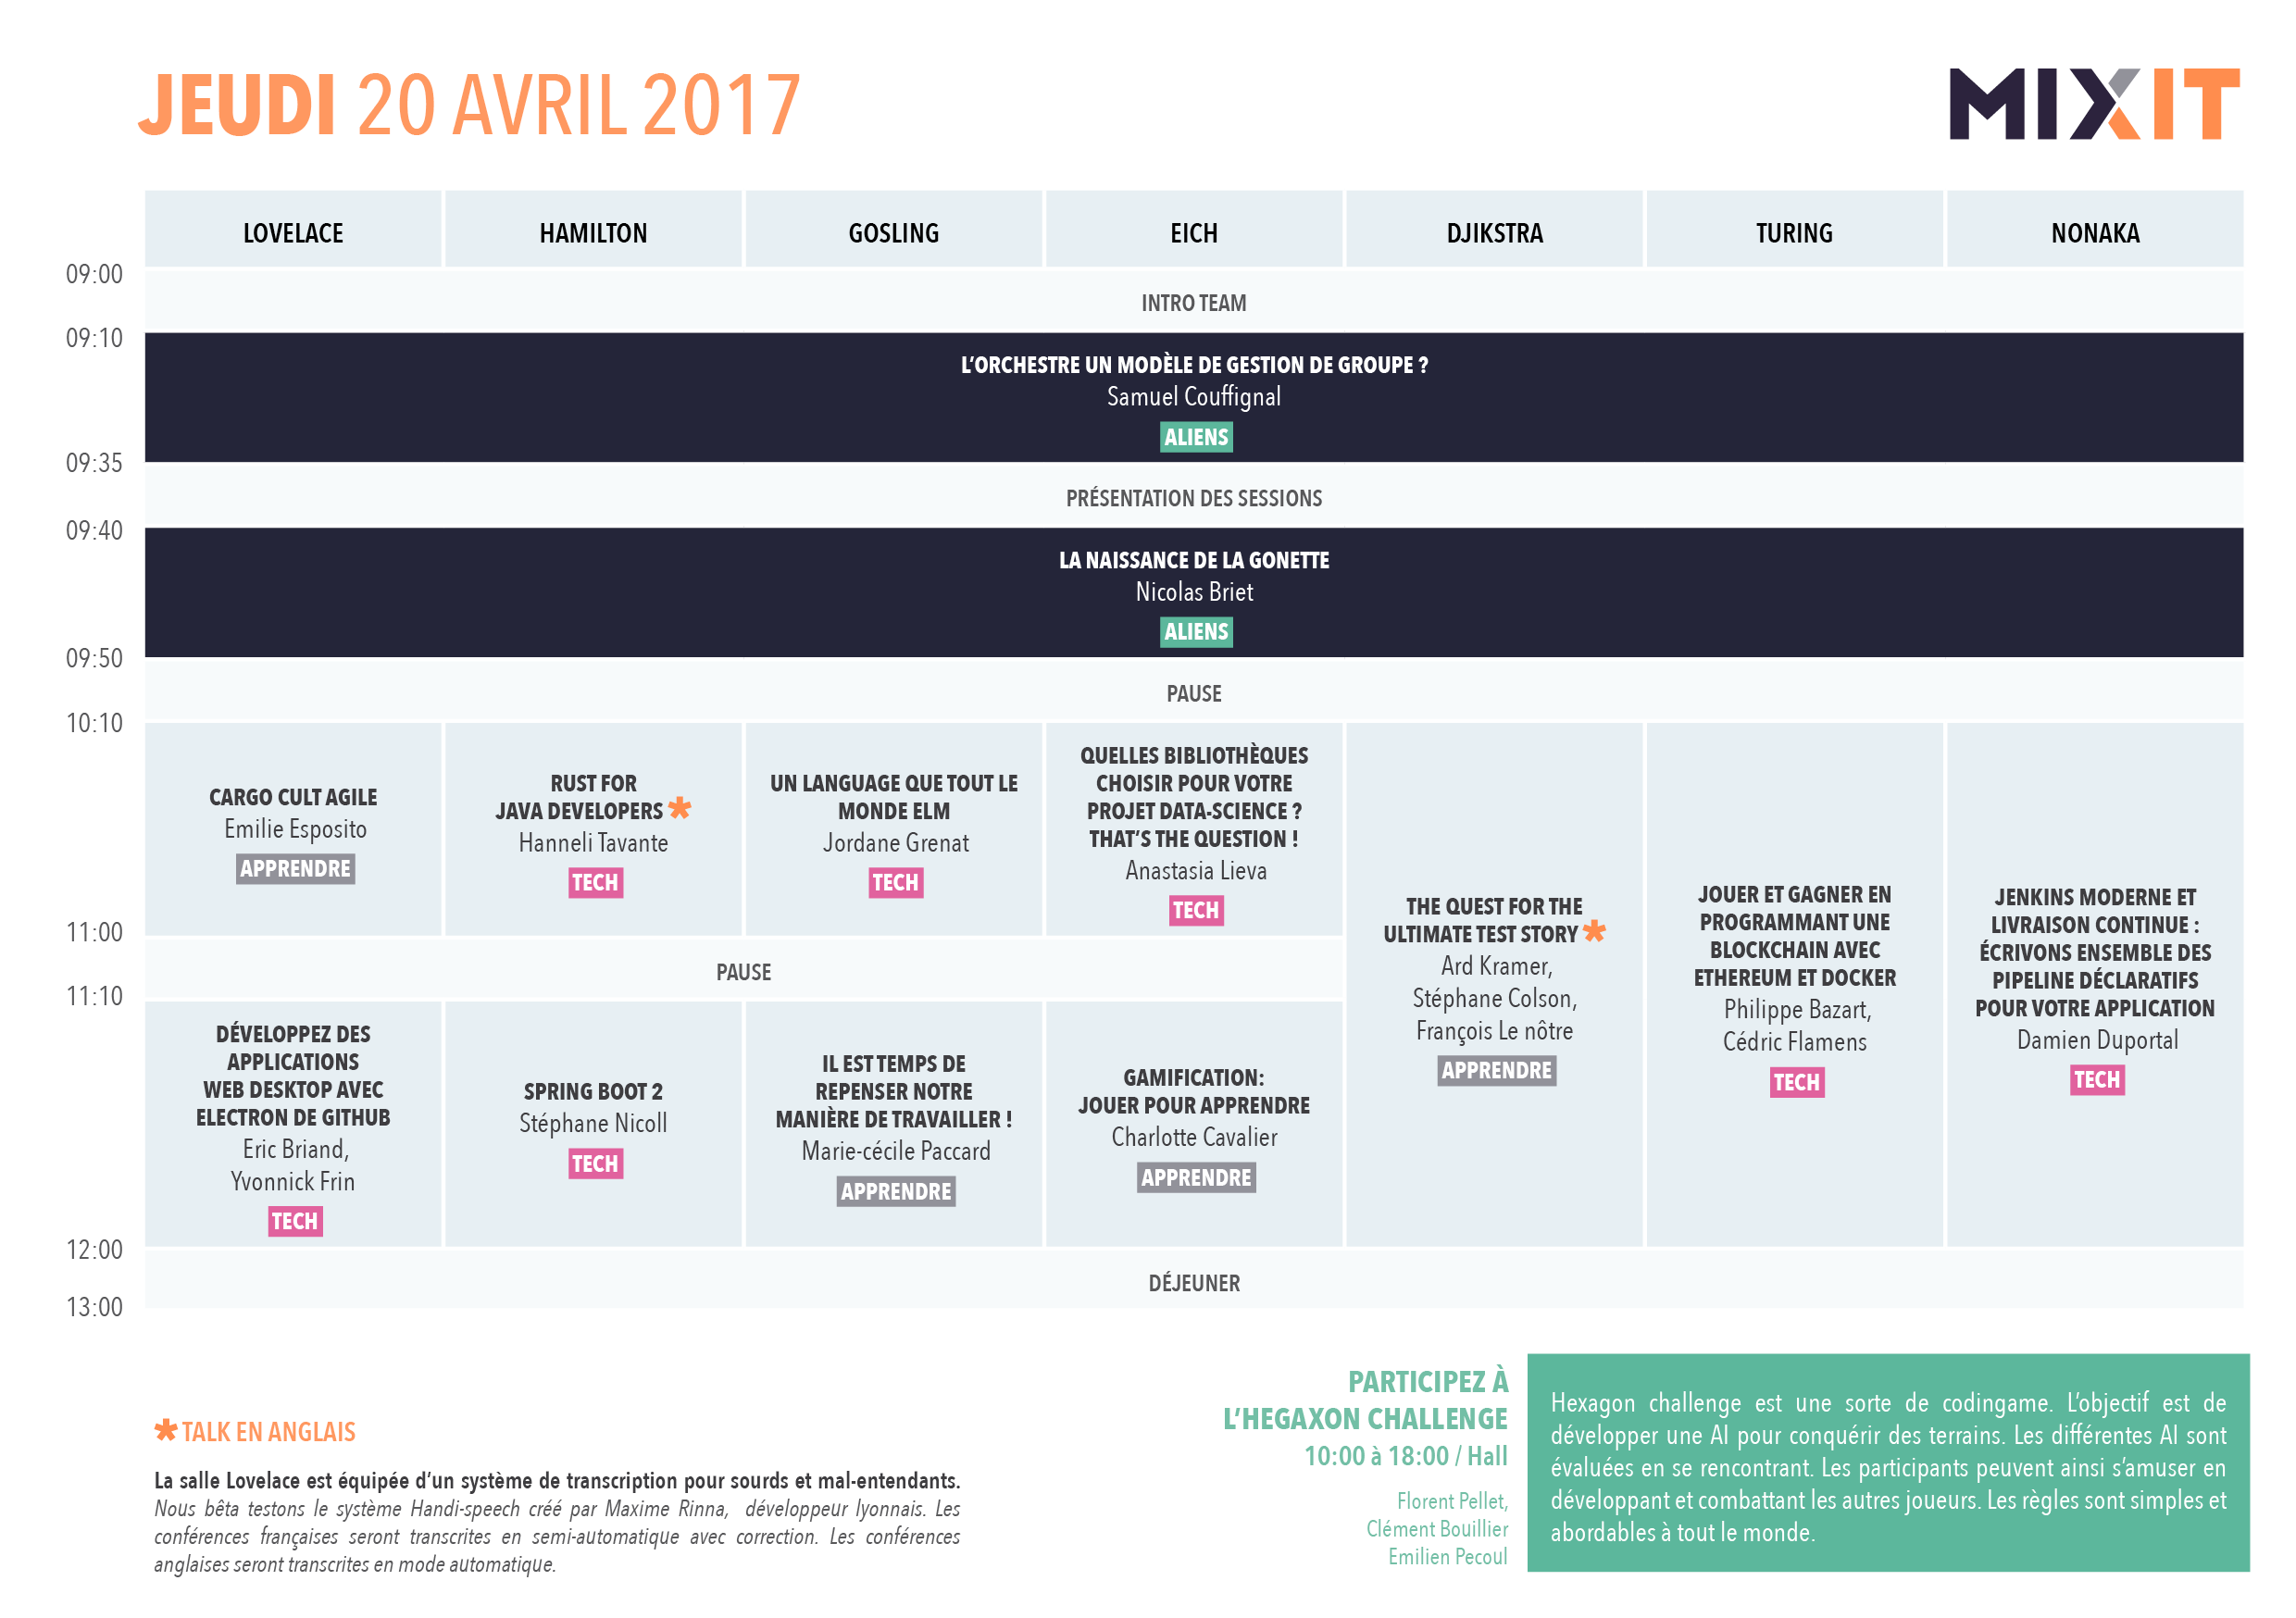 JEUDI 20 AVRIL 2017
MIXIT
LOVELACE
HAMILTON
GOSLING
EICH
DJIKSTRA
TURING
NONAKA
09:00
INTRO TEAM
09:10
L’ORCHESTRE UN MODÈLE DE GESTION DE GROUPE ?
Samuel Couffignal
ALIENS
09:35
PRÉSENTATION DES SESSIONS
09:40
LA NAISSANCE DE LA GONETTE
Nicolas Briet
ALIENS
09:50
PAUSE
10:10
CARGO CULT AGILE
Emilie Esposito
APPRENDRE
RUST FOR
JAVA DEVELOPERS *
Hanneli Tavante
TECH
UN LANGUAGE QUE TOUT LE
MONDE ELM
Jordane Grenat
TECH
QUELLES BIBLIOTHÈQUES
CHOISIR POUR VOTRE
PROJET DATA-SCIENCE ?
THAT’S THE QUESTION !
Anastasia Lieva
TECH
THE QUEST FOR THE
ULTIMATE TEST STORY *
Ard Kramer,
Stéphane Colson,
François Le nôtre
APPRENDRE
JOUER ET GAGNER EN
PROGRAMMANT UNE
BLOCKCHAIN AVEC
ETHEREUM ET DOCKER
Philippe Bazart,
Cédric Flamens
TECH
JENKINS MODERNE ET
LIVRAISON CONTINUE :
ÉCRIVONS ENSEMBLE DES
PIPELINE DÉCLARATIFS
POUR VOTRE APPLICATION
Damien Duportal
TECH
11:00
PAUSE
11:10
DÉVELOPPEZ DES
APPLICATIONS
WEB DESKTOP AVEC
ELECTRON DE GITHUB
Eric Briand,
Yvonnick Frin
TECH
SPRING BOOT 2
Stéphane Nicoll
TECH
IL EST TEMPS DE
REPENSER NOTRE
MANIÈRE DE TRAVAILLER !
Marie-cécile Paccard
APPRENDRE
GAMIFICATION:
JOUER POUR APPRENDRE
Charlotte Cavalier
APPRENDRE
12:00
DÉJEUNER
13:00
* TALK EN ANGLAIS
La salle Lovelace est équipée d’un système de transcription pour sourds et mal-entendants.
Nous bêta testons le système Handi-speech créé par Maxime Rinna, développeur lyonnais. Les
conférences françaises seront transcrites en semi-automatique avec correction. Les conférences
anglaises seront transcrites en mode automatique.
PARTICIPEZ À
L’HEGAXON CHALLENGE
10:00 à 18:00 / Hall
Florent Pellet,
Clément Bouillier
Emilien Pecoul
Hexagon challenge est une sorte de codingame. L’objectif est de
développer une AI pour conquérir des terrains. Les différentes AI sont
évaluées en se rencontrant. Les participants peuvent ainsi s’amuser en
développant et combattant les autres joueurs. Les règles sont simples et
abordables à tout le monde.